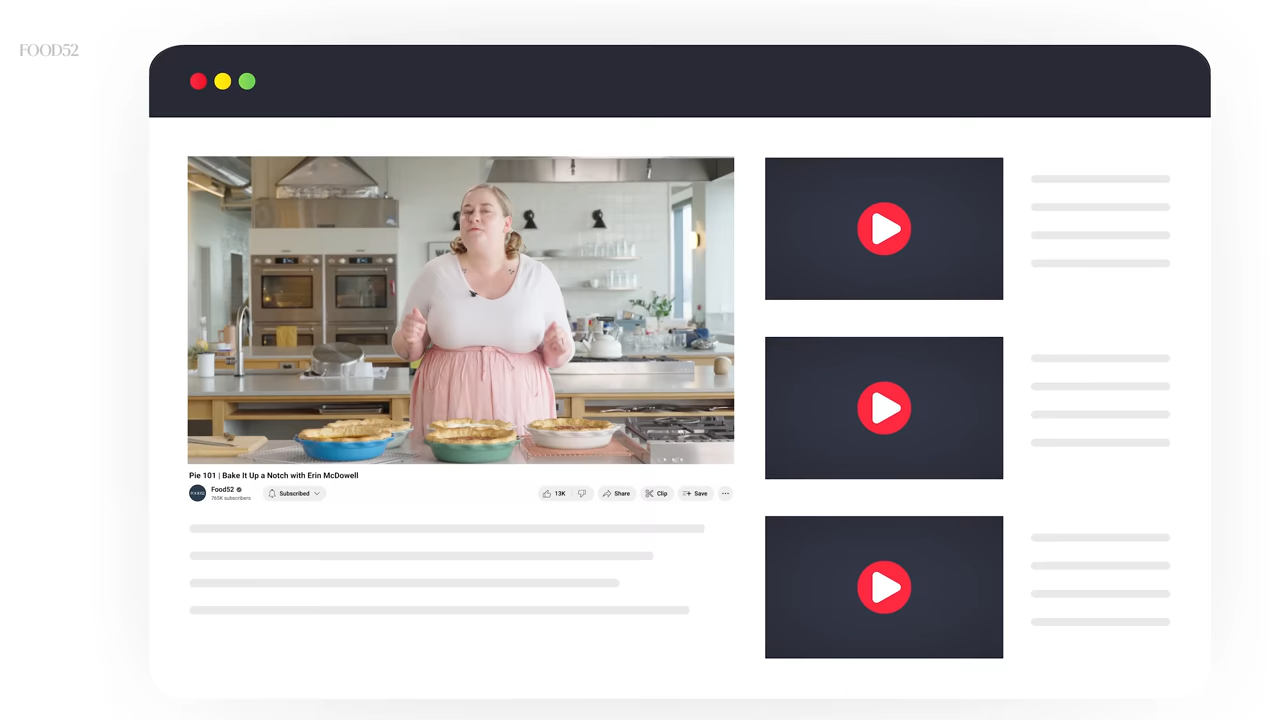 FOOD52
Pie 101 | Bake It Up a Notch with Erin McDowell
Food52
765K subscribers
Subscribed
13K
Share
Clip
Save